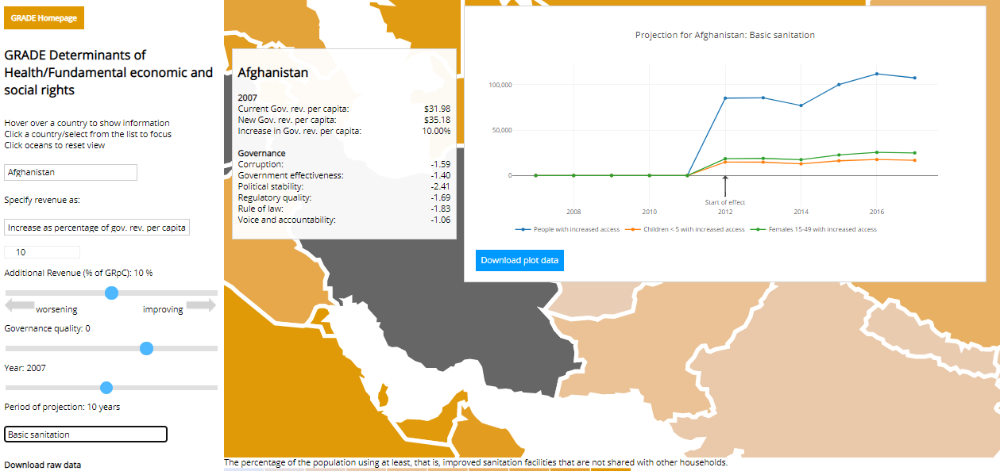 GRADE Homepage
GRADE Determinants of
Health/Fundamental economic and
social rights
Hover over a country to show information
Click a country/select from the list to focus
Click oceans to reset view
Afghanistan
Specify revenue as:
Increase as percentage of gov. rev. per capita
10
Additional Revenue (% of GRpC): 10 %
worsening improving
Governance quality: 0
Year: 2007
Period of projection: 10 years
Basic sanitation
Download raw data
Afghanistan
2007
Current Gov. rev. per capita: $31.98
New Gov. rev. per capita: $35.18
Increase in Gov. rev. per capita: 10.00%
Governance
Corruption: -1.59
Government effectiveness: -1.40
Political stability: -2.41
Regulatory quality: -1.69
Rule of law: -1.83
Voice and accountability: -1.06
Projection for Afghanistan: Basic sanitation
100,000
50,000
0
Start of effect
2008 2010 2012 2014 2016
People with increased access Children < 5 with increased access Females 15-49 with increased access
Download plot data
The percentage of the population using at least, that is, improved sanitation facilities that are not shared with other households.